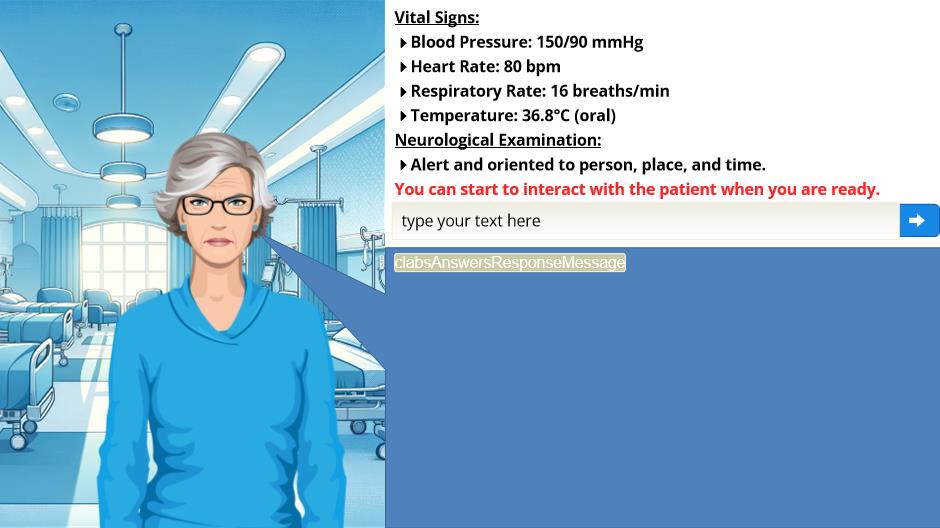 Vital Signs:
Blood Pressure: 150/90 mmHg
Heart Rate: 80 bpm
Respiratory Rate: 16 breaths/min
Temperature: 36.8°C (oral)
Neurological Examination:
Alert and oriented to person, place, and time.
You can start to interact with the patient when you are ready.
type your text here
clabsAnswersResponseMessage